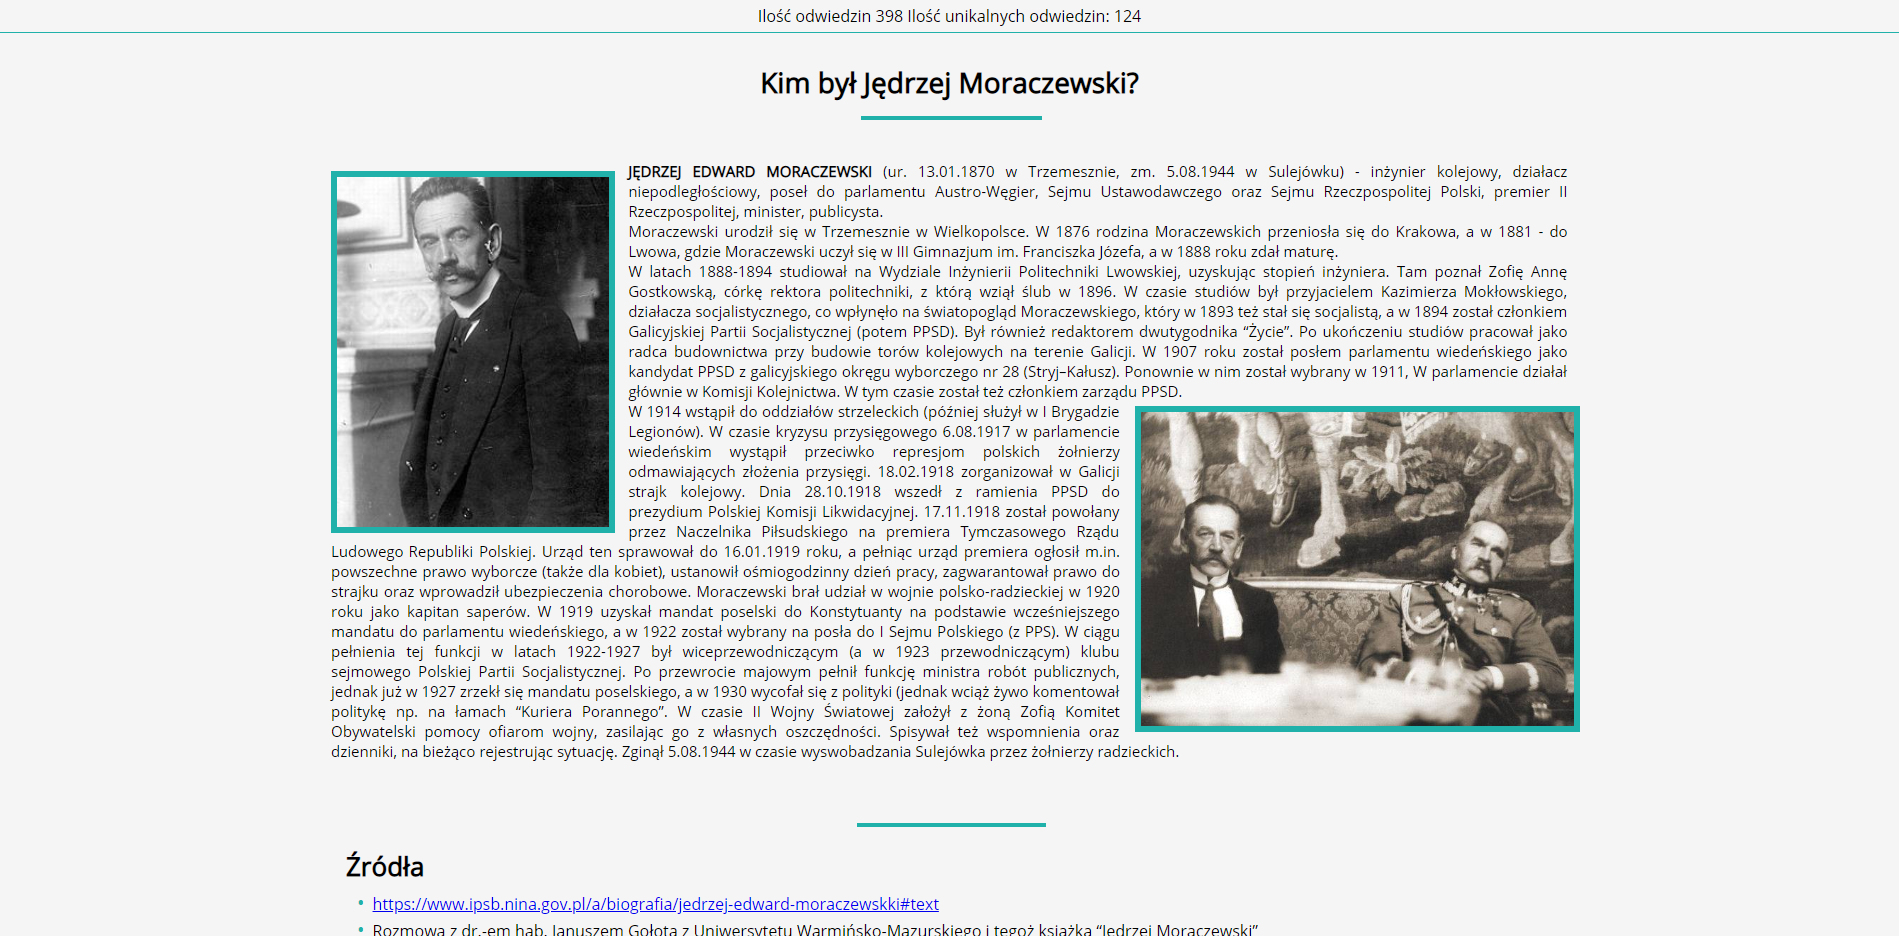 Ilość odwiedzin 398 Ilość unikalnych odwiedzin: 124
Kim był Jędrzej Moraczewski?
JĘDRZEJ EDWARD MORACZEWSKI (ur. 13.01.1870 w Trzemesznie, zm. 5.08.1944 w Sulejówku) - inżynier kolejowy, działacz
niepodległościowy, poseł do parlamentu Austro-Węgier, Sejmu Ustawodawczego oraz Sejmu Rzeczpospolitej Polski, premier II
Rzeczpospolitej, minister, publicysta.
Moraczewski urodził się w Trzemesznie w Wielkopolsce. W 1876 rodzina Moraczewskich przeniosła się do Krakowa, a w 1881 - do
Lwowa, gdzie Moraczewski uczył się w III Gimnazjum im. Franciszka Józefa, a w 1888 roku zdał maturę.
W latach 1888-1894 studiował na Wydziale Inżynierii Politechniki Lwowskiej, uzyskując stopień inżyniera. Tam poznał Zofię Annę
Gostkowską, córkę rektora politechniki, z którą wziął ślub w 1896. W czasie studiów był przyjacielem Kazimierza Mokłowskiego,
działacza socjalistycznego, co wpłynęło na światopogląd Moraczewskiego, który w 1893 też stał się socjalistą, a w 1894 został członkiem
Galicyjskiej Partii Socjalistycznej (potem PPSD). Był również redaktorem dwutygodnika “Życie”. Po ukończeniu studiów pracował jako
radca budownictwa przy budowie torów kolejowych na terenie Galicji. W 1907 roku został posłem parlamentu wiedeńskiego jako
kandydat PPSD z galicyjskiego okręgu wyborczego nr 28 (Stryj–Kałusz). Ponownie w nim został wybrany w 1911, W parlamencie działał
głównie w Komisji Kolejnictwa. W tym czasie został też członkiem zarządu PPSD.
W 1914 wstąpił do oddziałów strzeleckich (później służył w I Brygadzie
Legionów). W czasie kryzysu przysięgowego 6.08.1917 w parlamencie
wiedeńskim wystąpił przeciwko represjom polskich żołnierzy
odmawiających złożenia przysięgi. 18.02.1918 zorganizował w Galicji
strajk kolejowy. Dnia 28.10.1918 wszedł z ramienia PPSD do
prezydium Polskiej Komisji Likwidacyjnej. 17.11.1918 został powołany
przez Naczelnika Piłsudskiego na premiera Tymczasowego Rządu
Ludowego Republiki Polskiej. Urząd ten sprawował do 16.01.1919 roku, a pełniąc urząd premiera ogłosił m.in.
powszechne prawo wyborcze (także dla kobiet), ustanowił ośmiogodzinny dzień pracy, zagwarantował prawo do
strajku oraz wprowadził ubezpieczenia chorobowe. Moraczewski brał udział w wojnie polsko-radzieckiej w 1920
roku jako kapitan saperów. W 1919 uzyskał mandat poselski do Konstytuanty na podstawie wcześniejszego
mandatu do parlamentu wiedeńskiego, a w 1922 został wybrany na posła do I Sejmu Polskiego (z PPS). W ciągu
pełnienia tej funkcji w latach 1922-1927 był wiceprzewodniczącym (a w 1923 przewodniczącym) klubu
sejmowego Polskiej Partii Socjalistycznej. Po przewrocie majowym pełnił funkcję ministra robót publicznych,
jednak już w 1927 zrzekł się mandatu poselskiego, a w 1930 wycofał się z polityki (jednak wciąż żywo komentował
politykę np. na łamach “Kuriera Porannego”. W czasie II Wojny Światowej założył z żoną Zofią Komitet
Obywatelski pomocy ofiarom wojny, zasilając go z własnych oszczędności. Spisywał też wspomnienia oraz
dzienniki, na bieżąco rejestrując sytuację. Zginął 5.08.1944 w czasie wyswobadzania Sulejówka przez żołnierzy radzieckich.
Źródła
https://www.ipsb.nina.gov.pl/a/biografia/jedrzej-edward-moraczewskki#text
Rozmowa z dr.-em hab. Januszem Gołotą z Uniwersytetu Warmińsko-Mazurskiego i tegoż książka “Jędrzej Moraczewski”